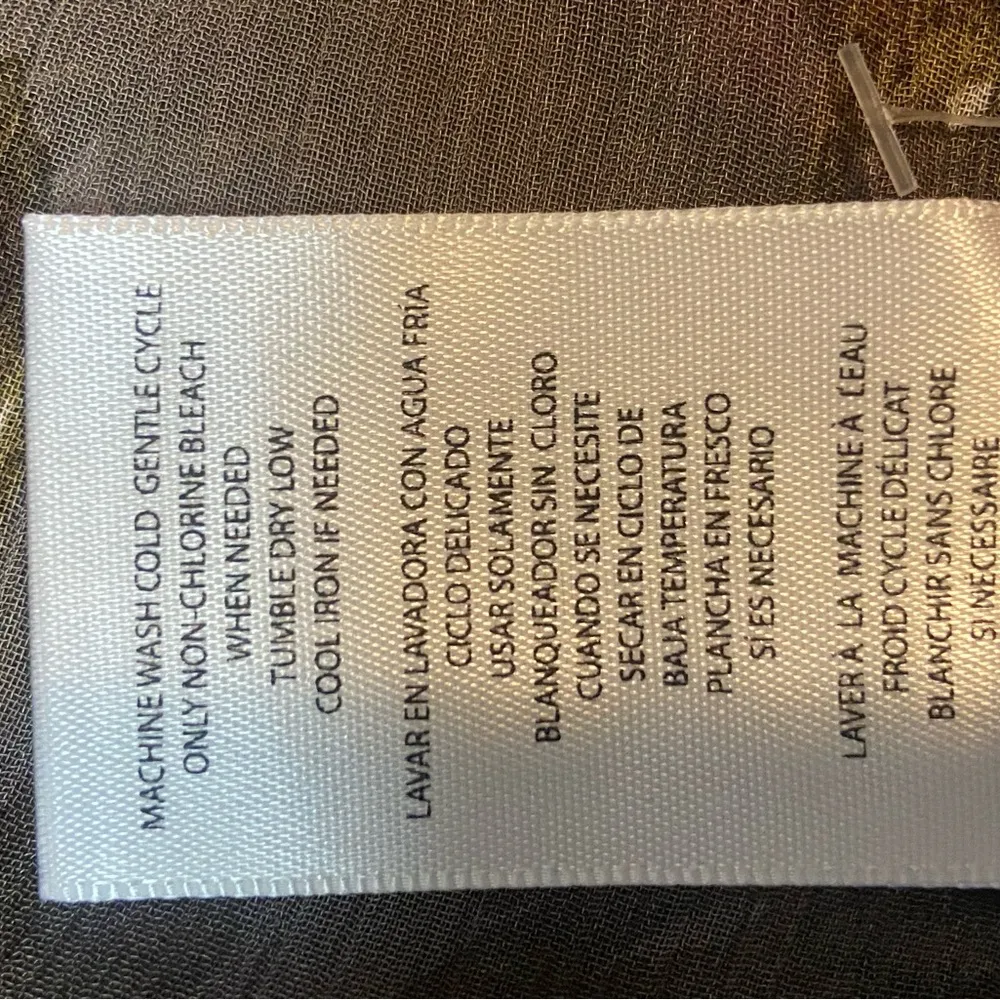 MACHINE WASH COLD GENTLE CYCLE
ONLY NON-CHLORINE BLEACH
WHEN NEEDED
TUMBLE DRY LOW
COOL IRON IF NEEDED
LAVAR EN LAVADORA CON AGUA FRÍA
CICLO DELICADO
USAR SOLAMENTE
BLANQUEADOR SIN CLORO
CUANDO SE NECESITE
SECAR EN CICLO DE
BAJA TEMPERATURA
PLANCHA EN FRESCO
SÍ ES NECESARIO
LAVER À LA MACHINE À L'EAU
FROID CYCLE DÉLICAT
BLANCHIR SANS CHLORE
SI NECESSAIRE